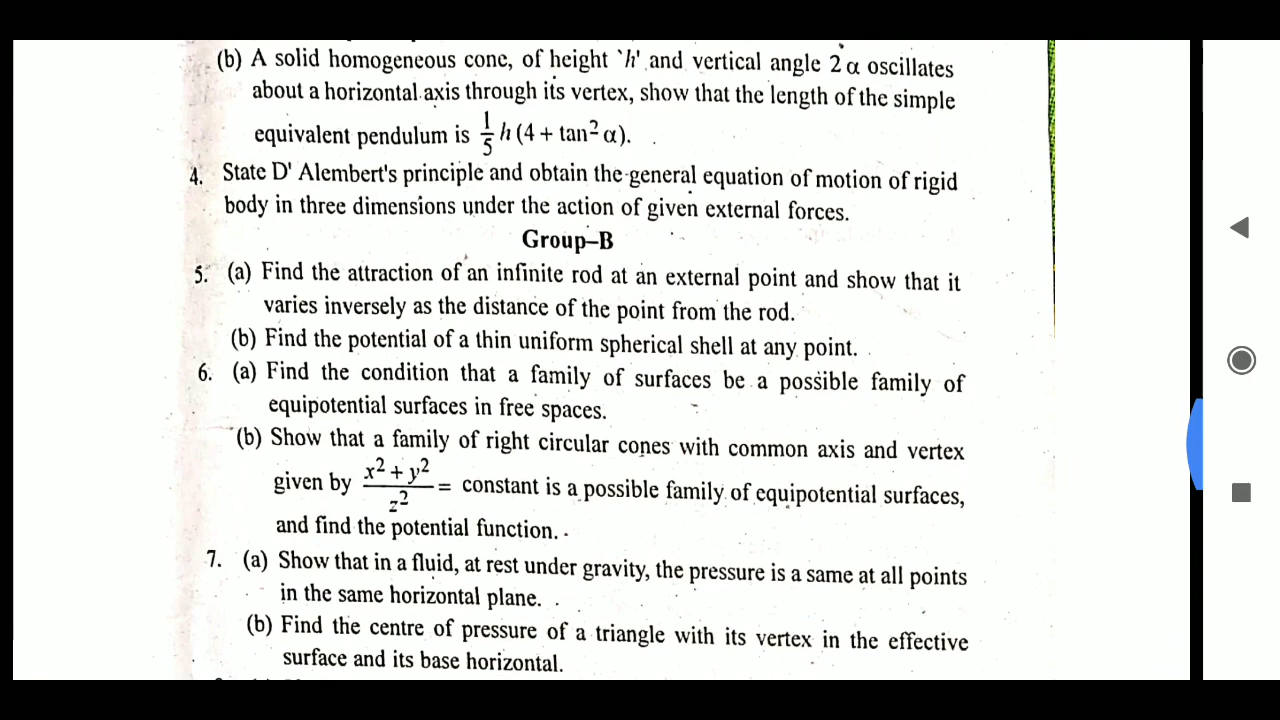 (b) A solid homogeneous cone, of height `h' and vertical angle 2 α oscillates
about a horizontal axis through its vertex, show that the length of the simple
equivalent pendulum is 1/5 h (4 + tan² α).
4. State D' Alembert's principle and obtain the general equation of motion of rigid
body in three dimensions under the action of given external forces.
Group–B
5. (a) Find the attraction of an infinite rod at an external point and show that it
varies inversely as the distance of the point from the rod.
(b) Find the potential of a thin uniform spherical shell at any point.
6. (a) Find the condition that a family of surfaces be a possible family of
equipotential surfaces in free spaces.
(b) Show that a family of right circular cones with common axis and vertex
given by (x² + y²)/z² = constant is a possible family of equipotential surfaces,
and find the potential function.
7. (a) Show that in a fluid, at rest under gravity, the pressure is a same at all points
in the same horizontal plane.
(b) Find the centre of pressure of a triangle with its vertex in the effective
surface and its base horizontal.